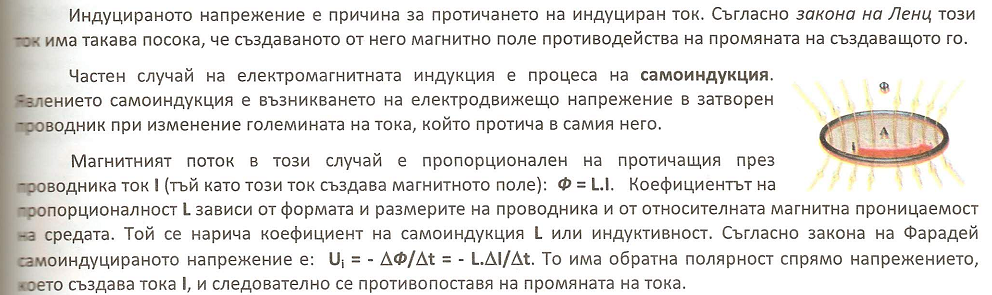 Индуцираното напрежение е причина за протичането на индуциран ток. Съгласно закона на Ленц този
ток има такава посока, че създаваното от него магнитно поле противодейства на промяната на създаващото го.
Частен случай на електромагнитната индукция е процеса на самоиндукция.
Явлението самоиндукция е възникването на електродвижещо напрежение в затворен
проводник при изменение големината на тока, който протича в самия него.
Ф
A
I
Магнитният поток в този случай е пропорционален на протичащия през
проводника ток I (тъй като този ток създава магнитното поле): Ф = L.I. Коефициентът на
пропорционалност L зависи от формата и размерите на проводника и от относителната магнитна проницаемост
на средата. Той се нарича коефициент на самоиндукция L или индуктивност. Съгласно закона на Фарадей
самоиндуцираното напрежение е: Ui = - ΔФ/Δt = - L.ΔI/Δt. То има обратна полярност спрямо напрежението,
което създава тока I, и следователно се противопоставя на промяната на тока.